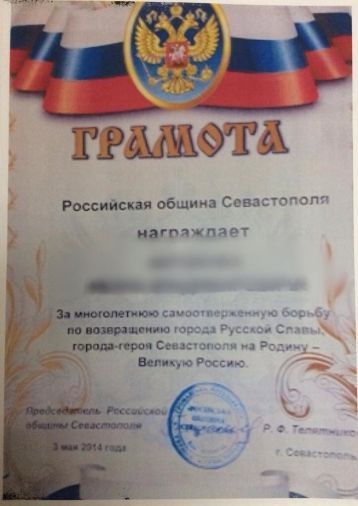 ГРАМОТА
Российская община Севастополя
награждает
За многолетнюю самоотверженную борьбу
по возвращению города Русской Славы,
города-героя Севастополя на Родину –
Великую Россию.
Председатель Российской
общины Севастополя
Р. Ф. Телятников
3 мая 2014 года
г. Севастополь